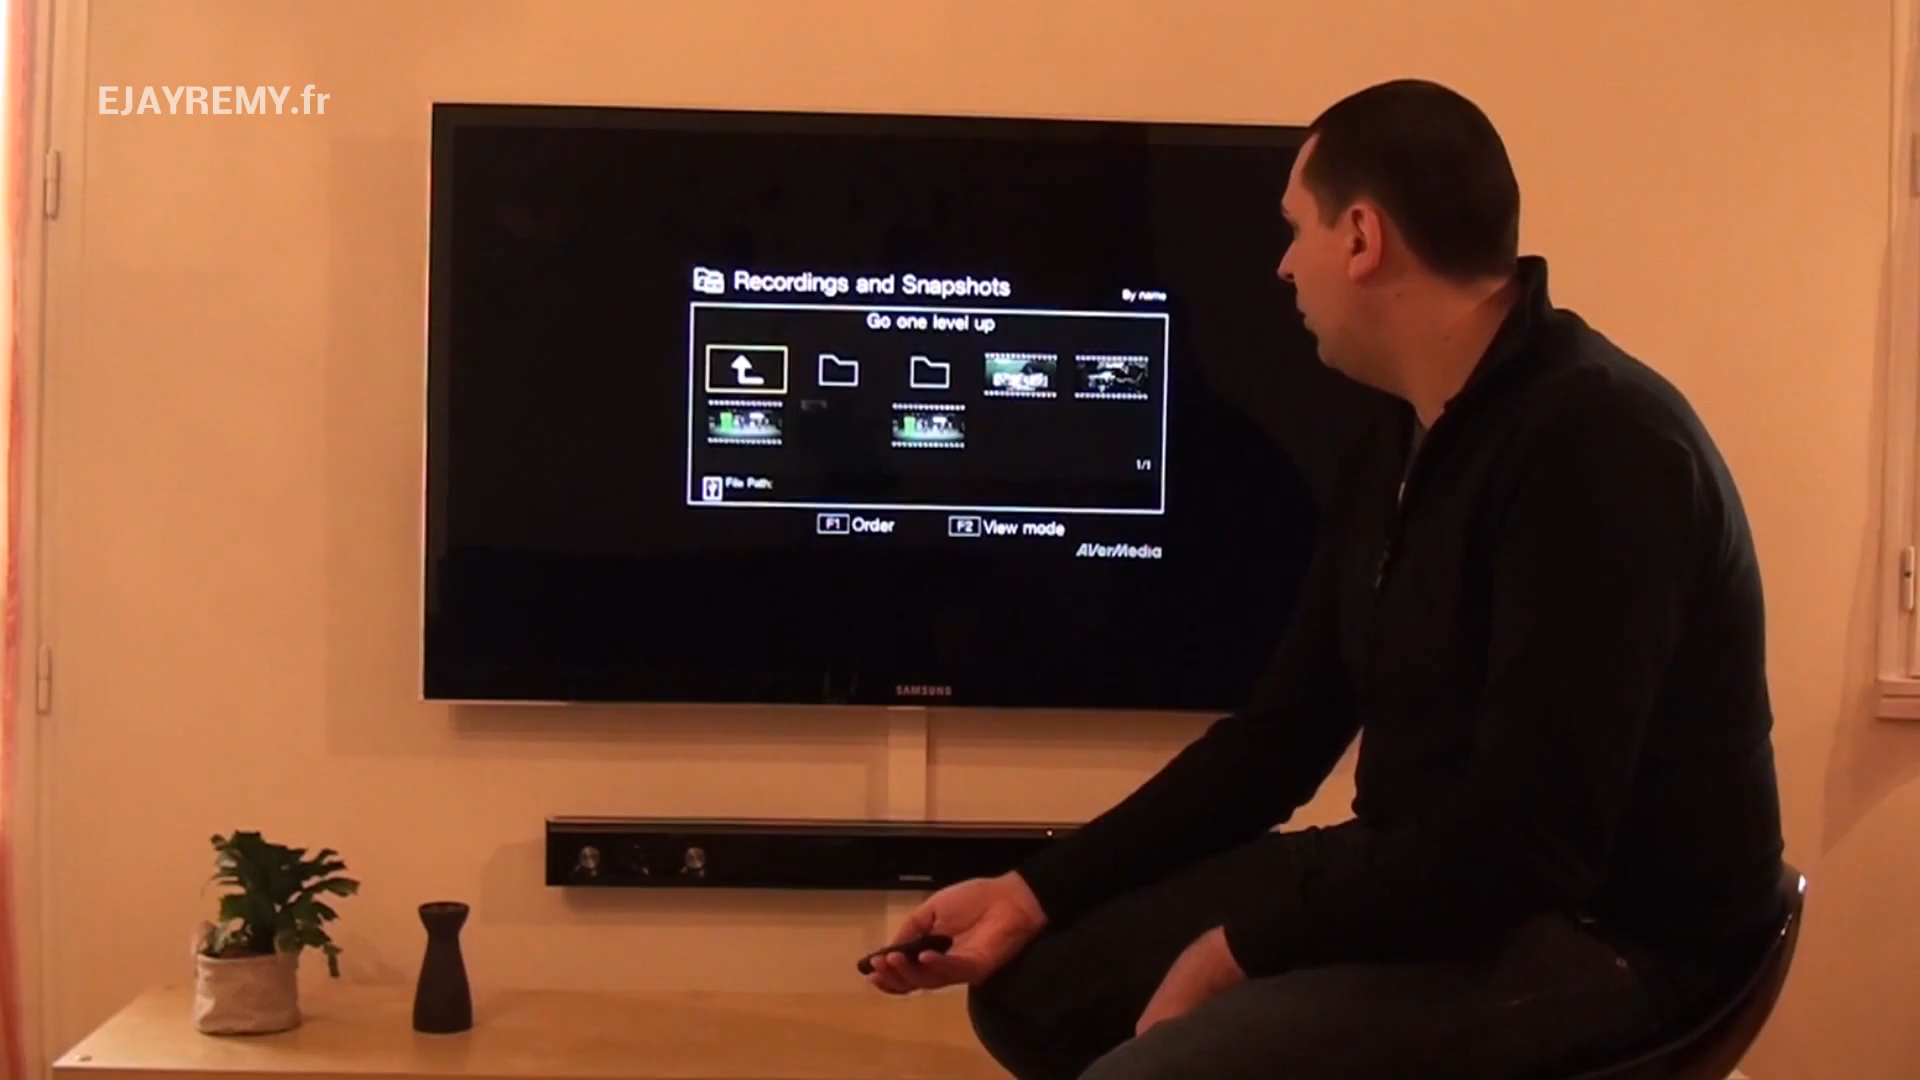 EJAYREMY.fr
Recordings and Snapshots
By name
Go one level up
1/1
File Path:
F1 Order
F2 View mode
AVerMedia
SAMSUNG